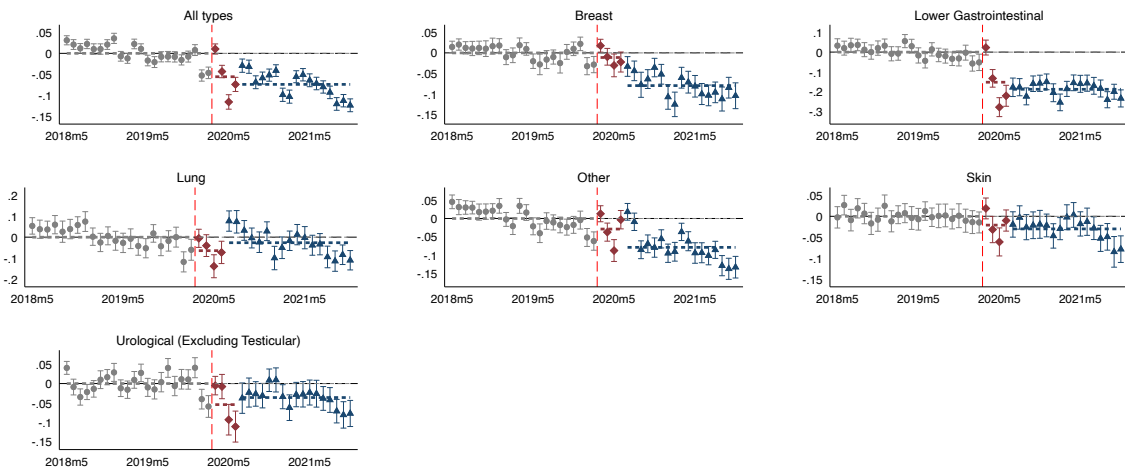 All types
.05
0
-.05
-.1
-.15
2018m5 2019m5 2020m5 2021m5
Breast
.05
0
-.05
-.1
-.15
2018m5 2019m5 2020m5 2021m5
Lower Gastrointestinal
.1
0
-.1
-.2
-.3
2018m5 2019m5 2020m5 2021m5
Lung
.2
.1
0
-.1
-.2
2018m5 2019m5 2020m5 2021m5
Other
.05
0
-.05
-.1
-.15
2018m5 2019m5 2020m5 2021m5
Skin
.05
0
-.05
-.1
-.15
2018m5 2019m5 2020m5 2021m5
Urological (Excluding Testicular)
.05
0
-.05
-.1
-.15
2018m5 2019m5 2020m5 2021m5